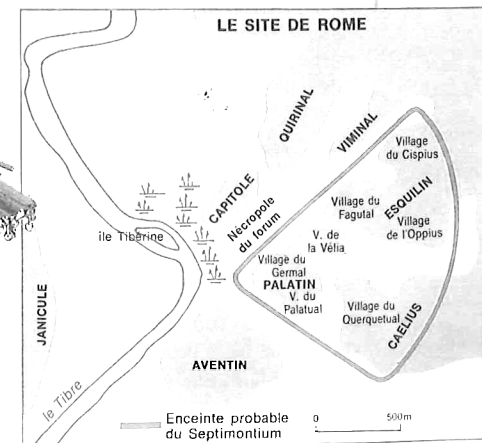 LE SITE DE ROME
QUIRINAL
VIMINAL
Village
du Cispius
CAPITOLE
Nécropole
du forum
ESQUILIN
Village du
Fagutal
Village
de l'Oppius
île Tibérine
V. de
la Vélia
Village du
Germal
PALATIN
V. du
Palatual
Village du
Querquetual
CAELIUS
JANICULE
AVENTIN
le Tibre
Enceinte probable
du Septimontium
0
500m